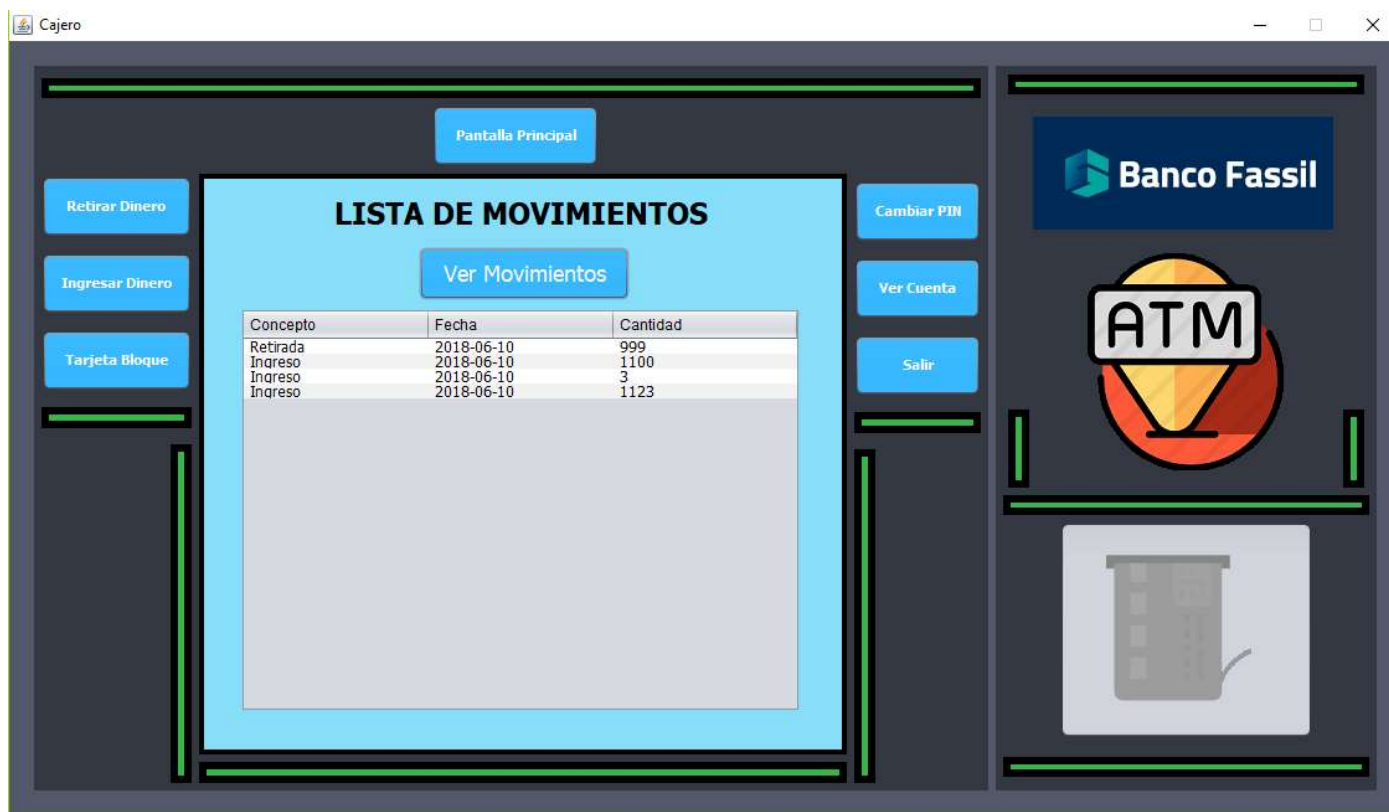 Cajero
Pantalla Principal
Retirar Dinero
Ingresar Dinero
Tarjeta Bloque
LISTA DE MOVIMIENTOS
Ver Movimientos
Concepto Fecha Cantidad
Retirada 2018-06-10 999
Ingreso 2018-06-10 1100
Ingreso 2018-06-10 3
Ingreso 2018-06-10 1123
Cambiar PIN
Ver Cuenta
Salir
Banco Fassil
ATM